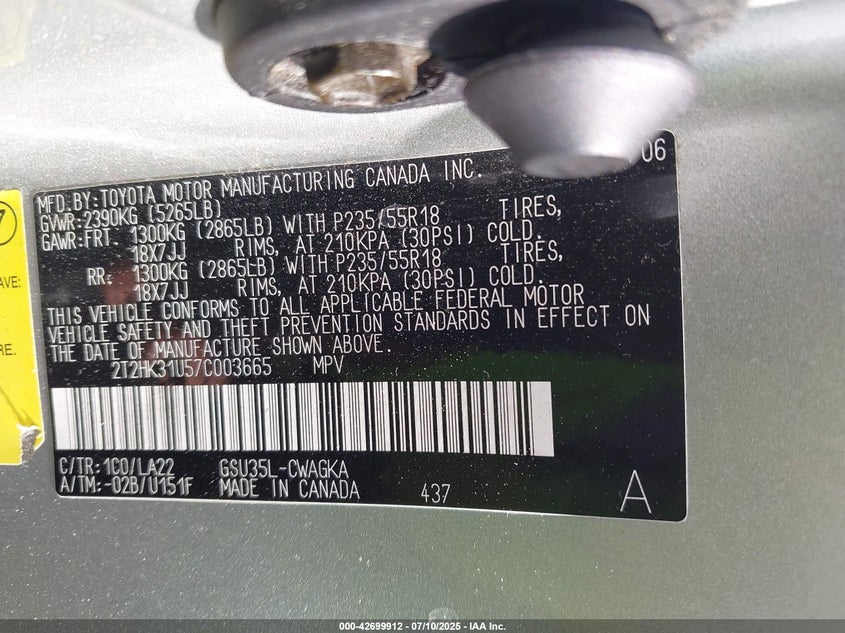 06
MFD.BY:TOYOTA MOTOR MANUFACTURING CANADA INC.
GVWR:2390KG (5265LB)
GAWR:FRT. 1300KG (2865LB) WITH P235/55R18 TIRES,
18X7JJ RIMS, AT 210KPA (30PSI) COLD.
RR. 1300KG (2865LB) WITH P235/55R18 TIRES,
18X7JJ RIMS, AT 210KPA (30PSI) COLD.
THIS VEHICLE CONFORMS TO ALL APPLICABLE FEDERAL MOTOR
VEHICLE SAFETY AND THEFT PREVENTION STANDARDS IN EFFECT ON
THE DATE OF MANUFACTURE SHOWN ABOVE.
2T2HK31U57C003665 MPV
C/TR:1C0/LA22 GSU35L-CWAGKA
A/TM:-02B/U151F MADE IN CANADA 437 A
7
AVE:
RE.
000-42699912 - 07/10/2025 - IAA Inc.